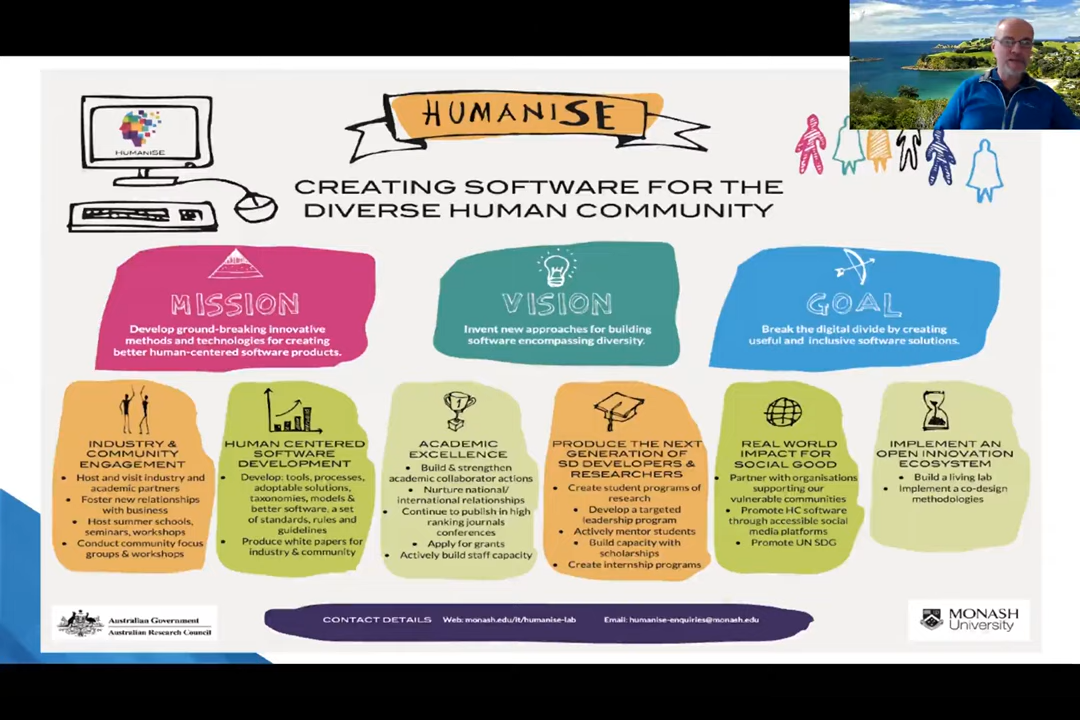 HUMANISE
HUMANISE
CREATING SOFTWARE FOR THE
DIVERSE HUMAN COMMUNITY
MISSION
Develop ground-breaking innovative
methods and technologies for creating
better human-centered software products.
VISION
Invent new approaches for building
software encompassing diversity.
GOAL
Break the digital divide by creating
useful and inclusive software solutions.
INDUSTRY &
COMMUNITY
ENGAGEMENT
• Host and visit industry and
academic partners
• Foster new relationships
with business
• Host summer schools,
seminars, workshops
• Conduct community focus
groups & workshops
HUMAN CENTERED
SOFTWARE
DEVELOPMENT
• Develop: tools, processes,
adoptable solutions,
taxonomies, models &
better software, a set
of standards, rules and
guidelines
• Produce white papers for
industry & community
ACADEMIC
EXCELLENCE
• Build & strengthen
academic collaborator actions
• Nurture national/
international relationships
• Continue to publish in high
ranking journals
conferences
• Apply for grants
• Actively build staff capacity
PRODUCE THE NEXT
GENERATION OF
SD DEVELOPERS &
RESEARCHERS
• Create student programs of
research
• Develop a targeted
leadership program
• Actively mentor students
• Build capacity with
scholarships
• Create internship programs
REAL WORLD
IMPACT FOR
SOCIAL GOOD
• Partner with organisations
supporting our
vulnerable communities
• Promote HC software
through accessible social
media platforms
• Promote UN SDG
IMPLEMENT AN
OPEN INNOVATION
ECOSYSTEM
• Build a living lab
• Implement a co-design
methodologies
Australian Government
Australian Research Council
CONTACT DETAILS Web: monash.edu/it/humanise-lab Email: humanise-enquiries@monash.edu
MONASH
University